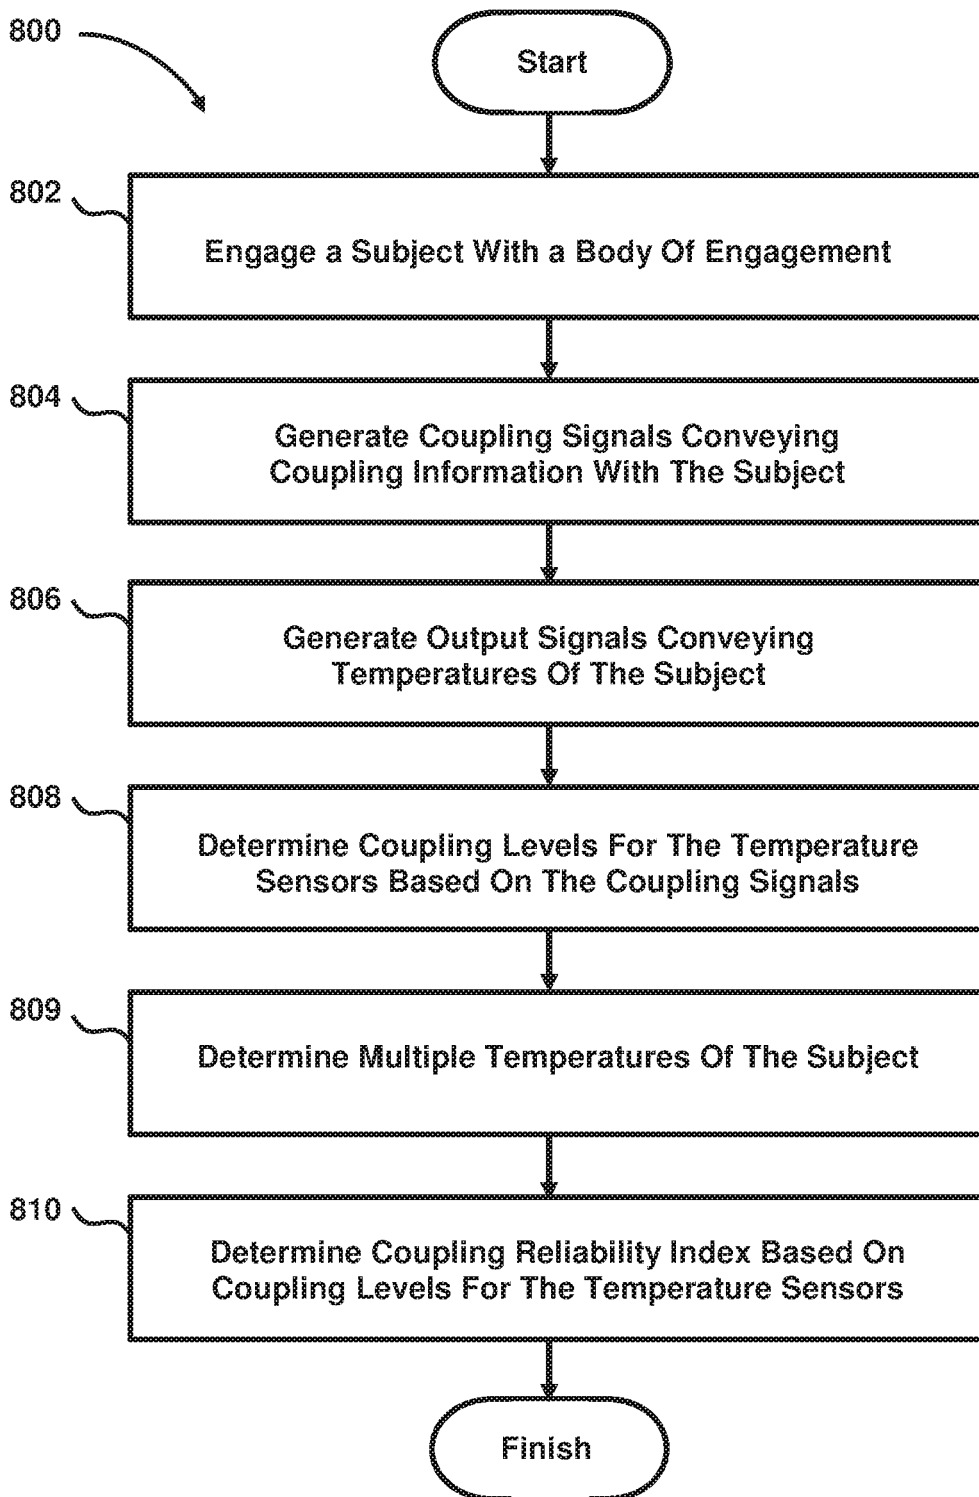 800
Start
802
Engage a Subject With a Body Of Engagement
804
Generate Coupling Signals Conveying
Coupling Information With The Subject
806
Generate Output Signals Conveying
Temperatures Of The Subject
808
Determine Coupling Levels For The Temperature
Sensors Based On The Coupling Signals
809
Determine Multiple Temperatures Of The Subject
810
Determine Coupling Reliability Index Based On
Coupling Levels For The Temperature Sensors
Finish